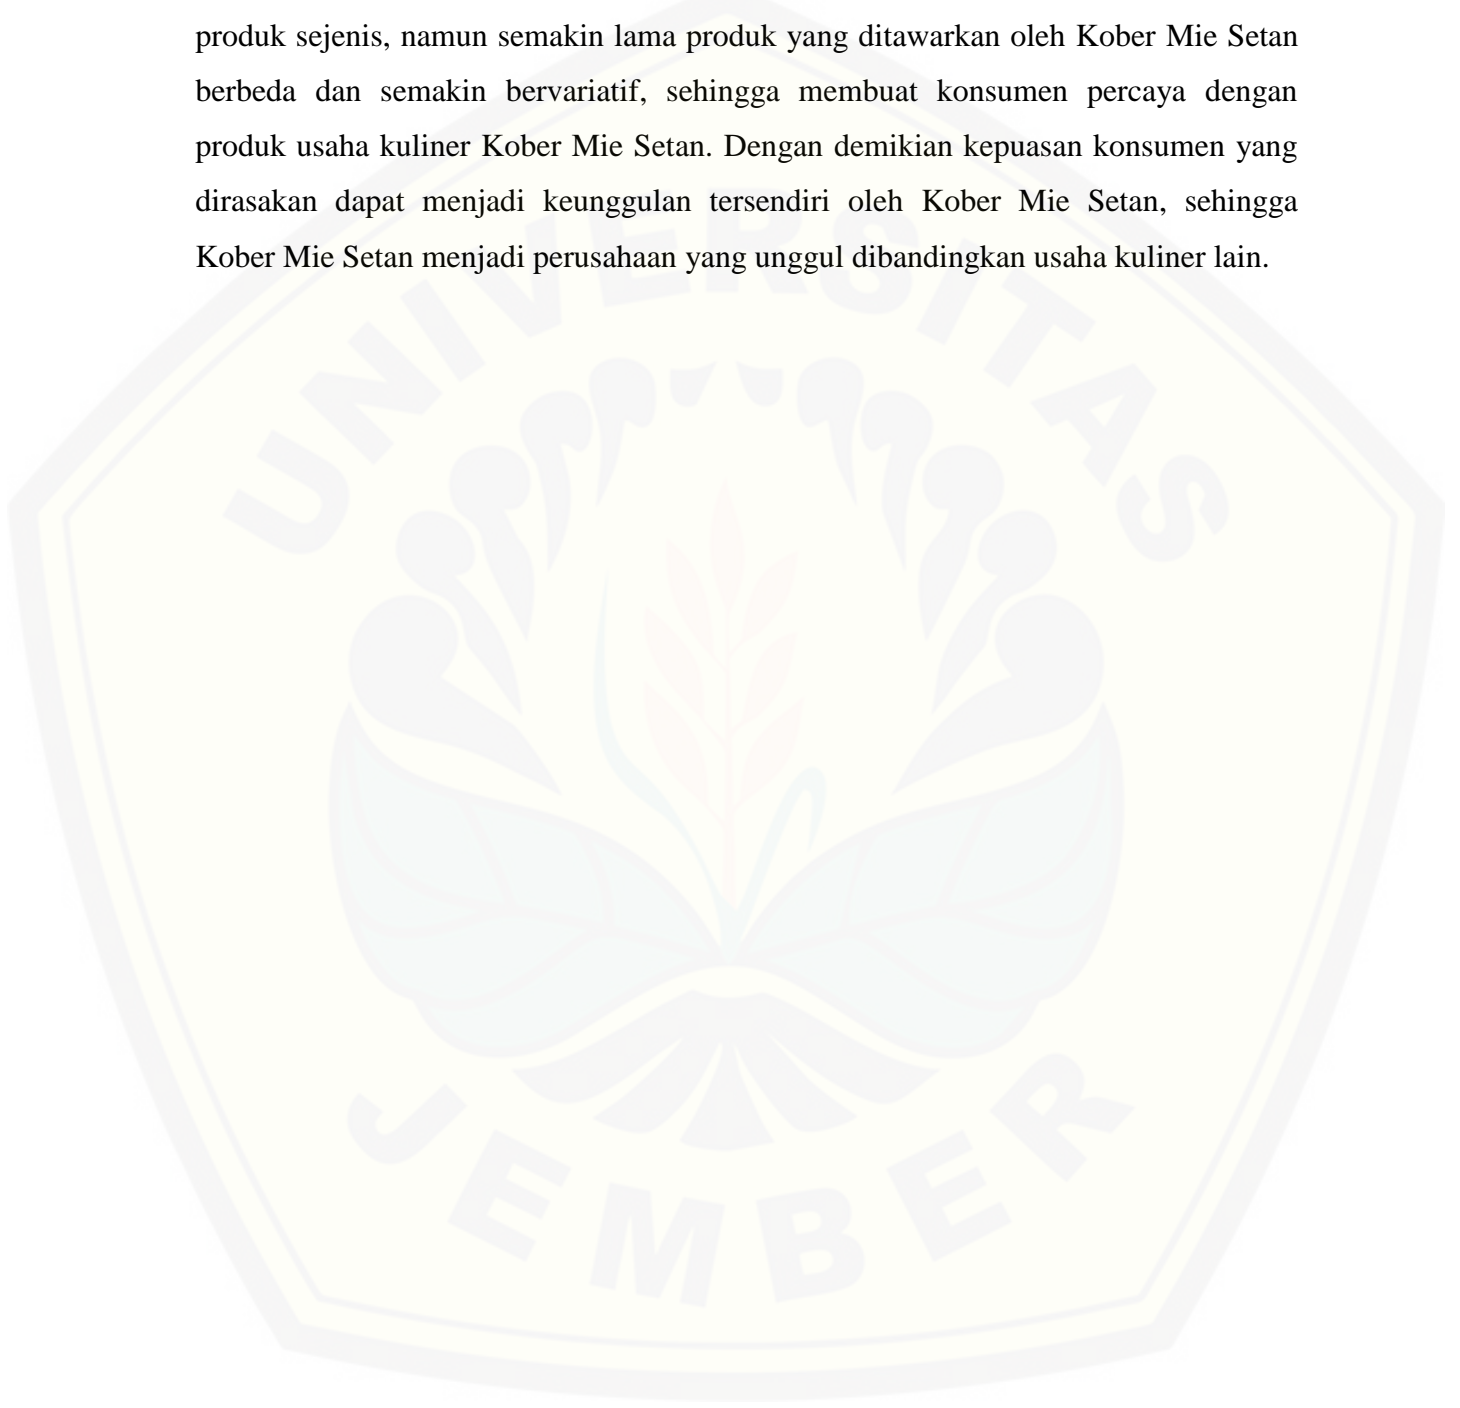 produk sejenis, namun semakin lama produk yang ditawarkan oleh Kober Mie Setan
berbeda dan semakin bervariatif, sehingga membuat konsumen percaya dengan
produk usaha kuliner Kober Mie Setan. Dengan demikian kepuasan konsumen yang
dirasakan dapat menjadi keunggulan tersendiri oleh Kober Mie Setan, sehingga
Kober Mie Setan menjadi perusahaan yang unggul dibandingkan usaha kuliner lain.
UNIVERSITAS
JEMBER